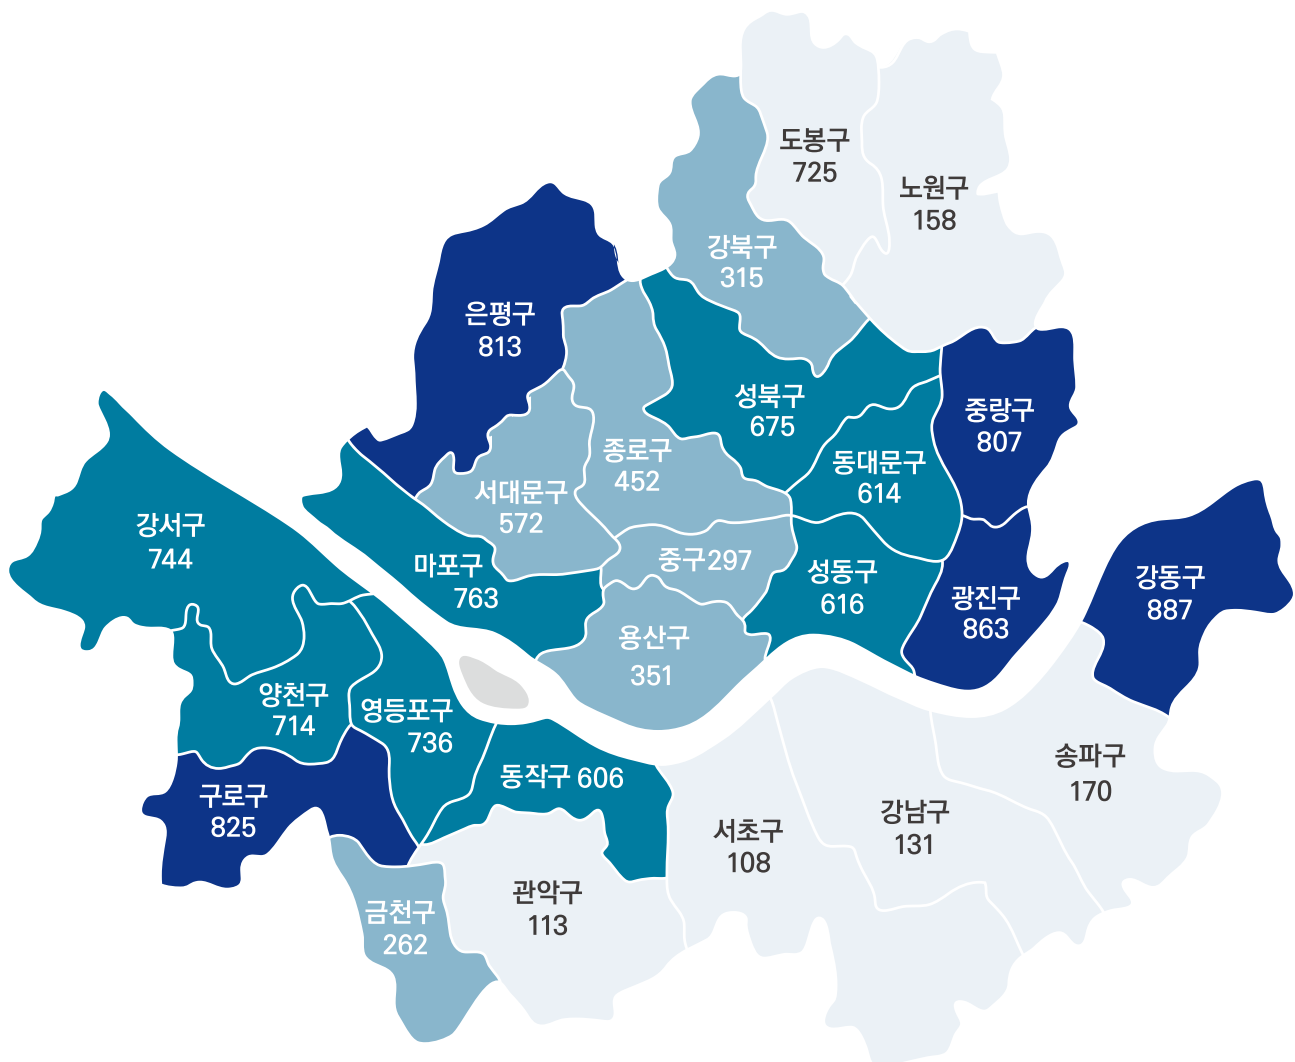 도봉구
725
노원구
158
강북구
315
은평구
813
성북구
675
중랑구
807
종로구
452
동대문구
614
서대문구
572
강서구
744
마포구
763
중구 297
성동구
616
광진구
863
강동구
887
용산구
351
양천구
714
영등포구
736
동작구 606
송파구
170
구로구
825
강남구
131
서초구
108
관악구
113
금천구
262